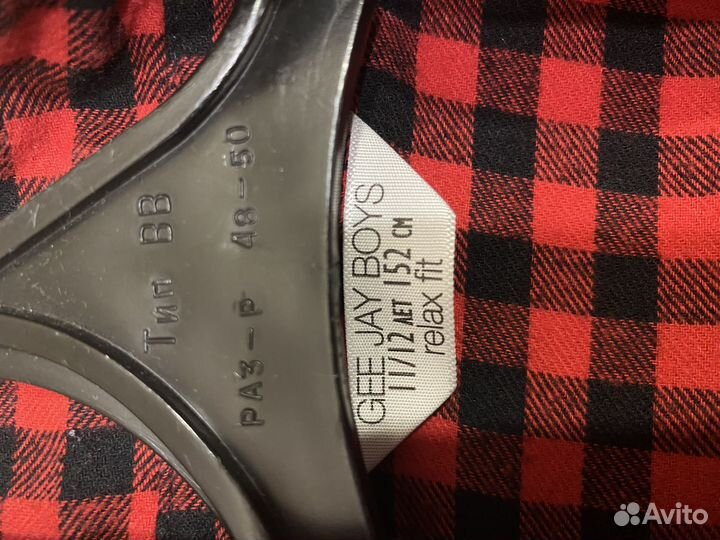 Тип ВВ
РАЗ-Р 48-50
GEE JAY BOYS
11/12 ЛЕТ 152 СМ
relax fit
Avito